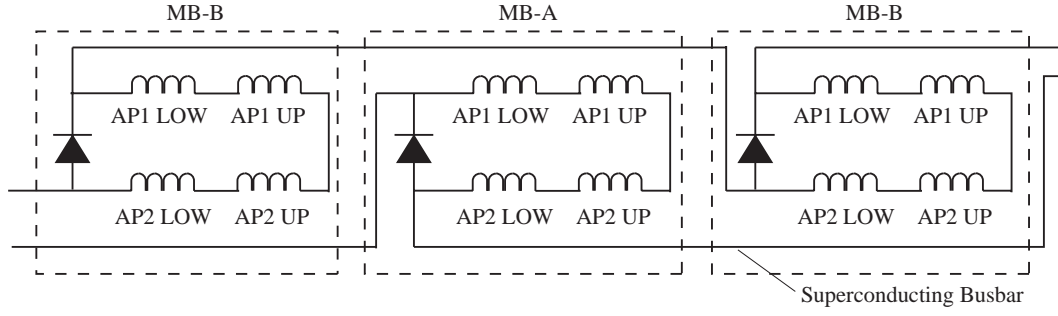 MB-B MB-A MB-B
AP1 LOW AP1 UP AP1 LOW AP1 UP AP1 LOW AP1 UP
AP2 LOW AP2 UP AP2 LOW AP2 UP AP2 LOW AP2 UP
Superconducting Busbar